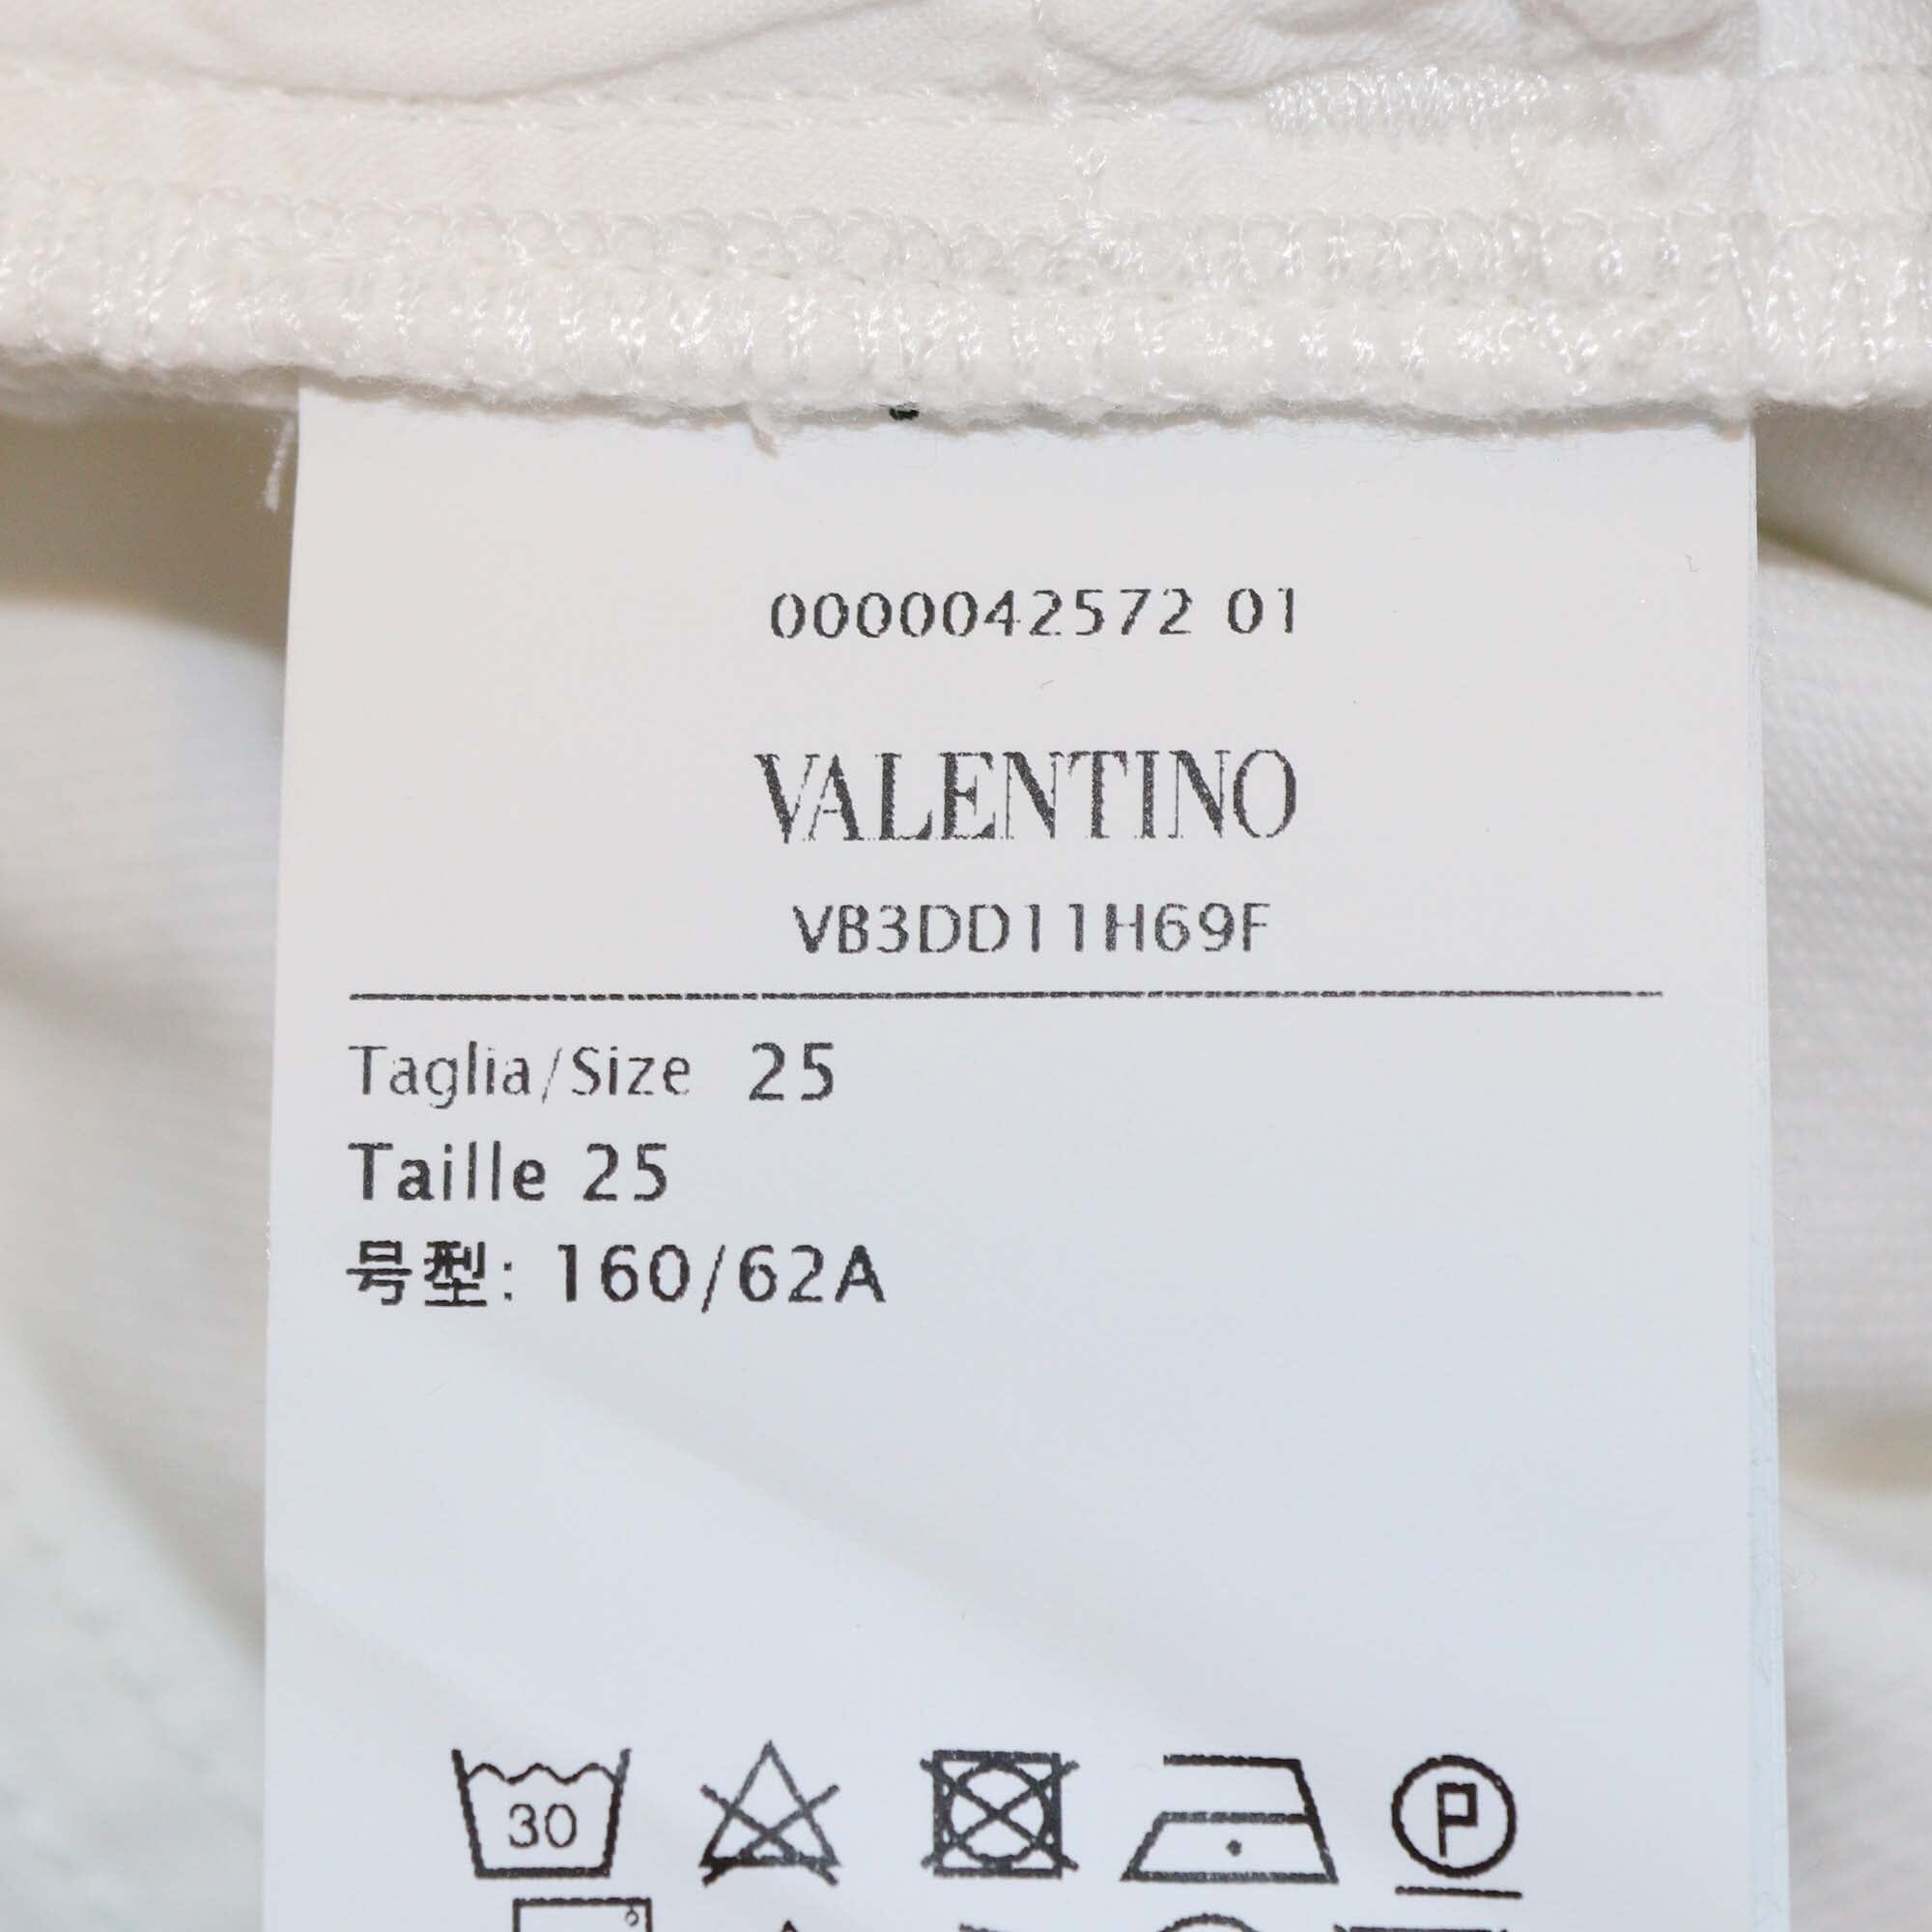 0000042572 01
VALENTINO
VB3DD11H69F
Taglia/Size 25
Taille 25
号型: 160/62A
30
P